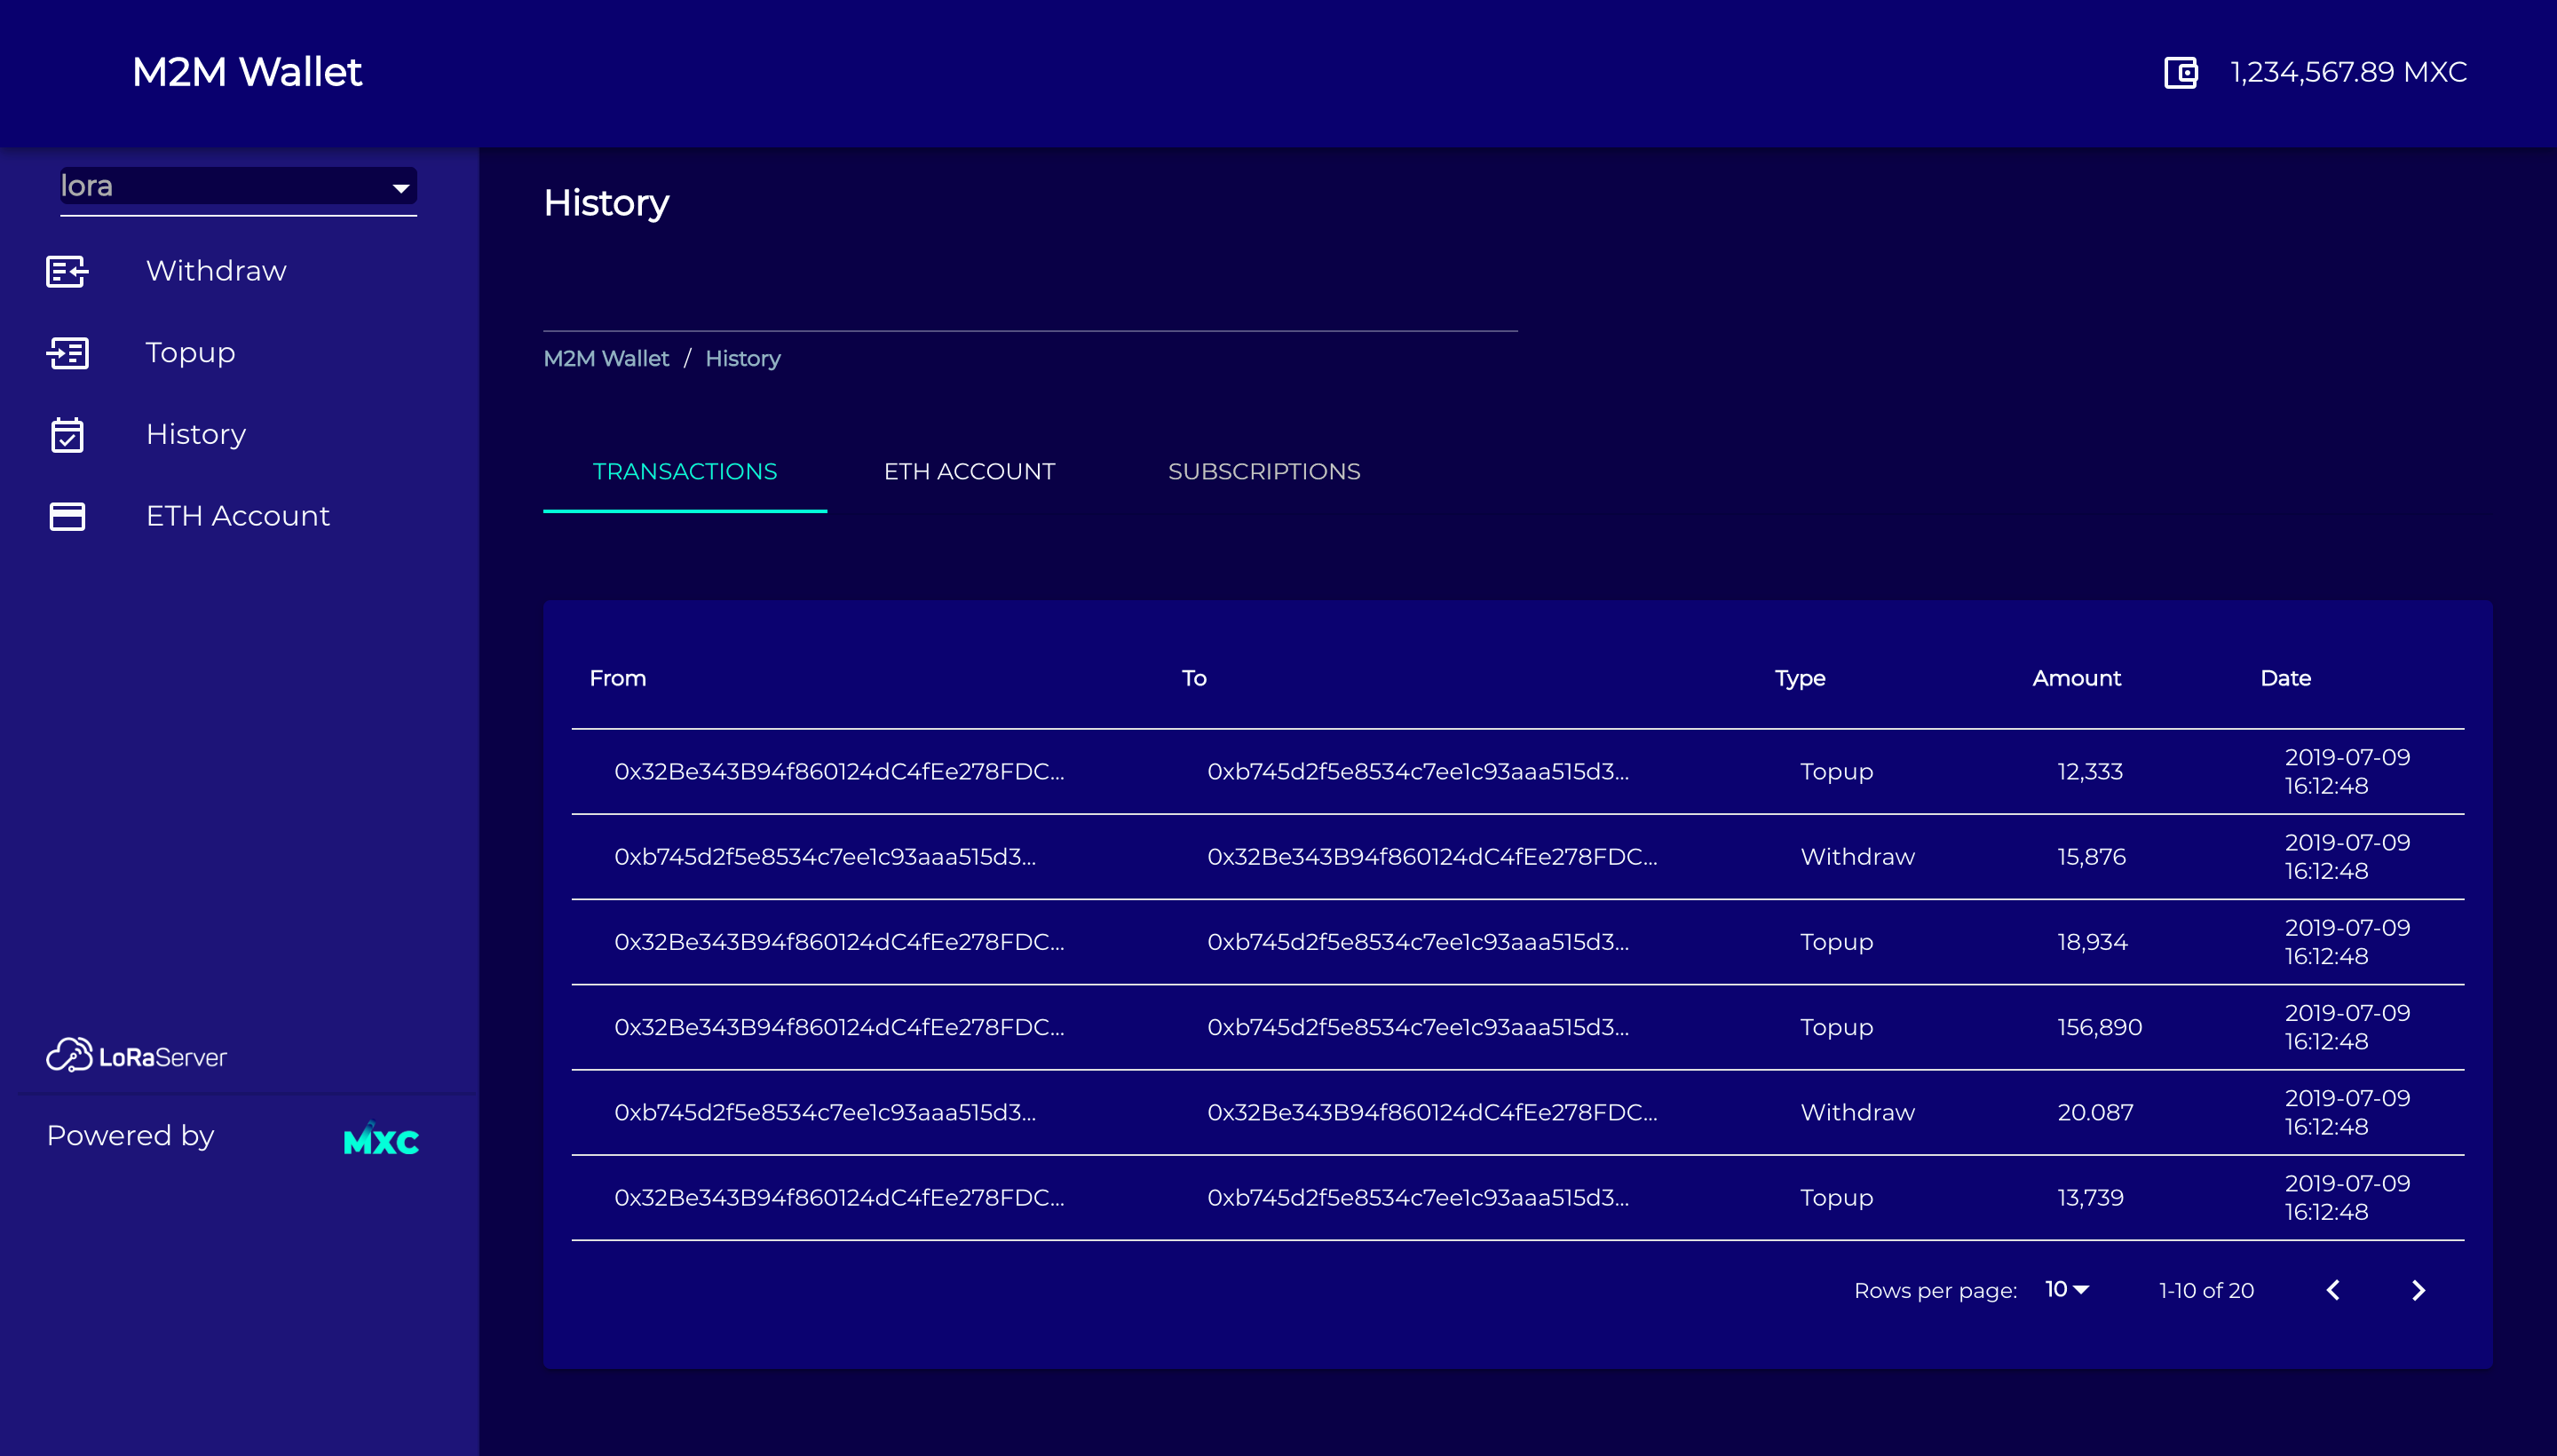 M2M Wallet
1,234,567.89 MXC
lora
Withdraw
Topup
History
ETH Account
LoRaServer
Powered by MXC
History
M2M Wallet / History
TRANSACTIONS ETH ACCOUNT SUBSCRIPTIONS
From To Type Amount Date
0x32Be343B94f860124dC4fEe278FDC... 0xb745d2f5e8534c7ee1c93aaa515d3... Topup 12,333 2019-07-09
16:12:48
0xb745d2f5e8534c7ee1c93aaa515d3... 0x32Be343B94f860124dC4fEe278FDC... Withdraw 15,876 2019-07-09
16:12:48
0x32Be343B94f860124dC4fEe278FDC... 0xb745d2f5e8534c7ee1c93aaa515d3... Topup 18,934 2019-07-09
16:12:48
0x32Be343B94f860124dC4fEe278FDC... 0xb745d2f5e8534c7ee1c93aaa515d3... Topup 156,890 2019-07-09
16:12:48
0xb745d2f5e8534c7ee1c93aaa515d3... 0x32Be343B94f860124dC4fEe278FDC... Withdraw 20.087 2019-07-09
16:12:48
0x32Be343B94f860124dC4fEe278FDC... 0xb745d2f5e8534c7ee1c93aaa515d3... Topup 13,739 2019-07-09
16:12:48
Rows per page: 10 1-10 of 20